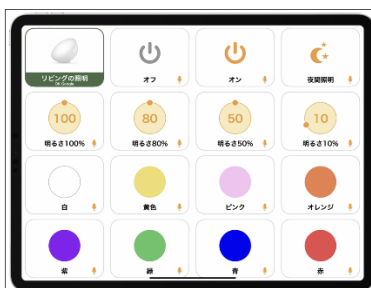 リビングの照明
OK Google
オフ
オン
夜間照明
100
80
50
10
明るさ100%
明るさ80%
明るさ50%
明るさ10%
白
黄色
ピンク
オレンジ
紫
緑
青
赤